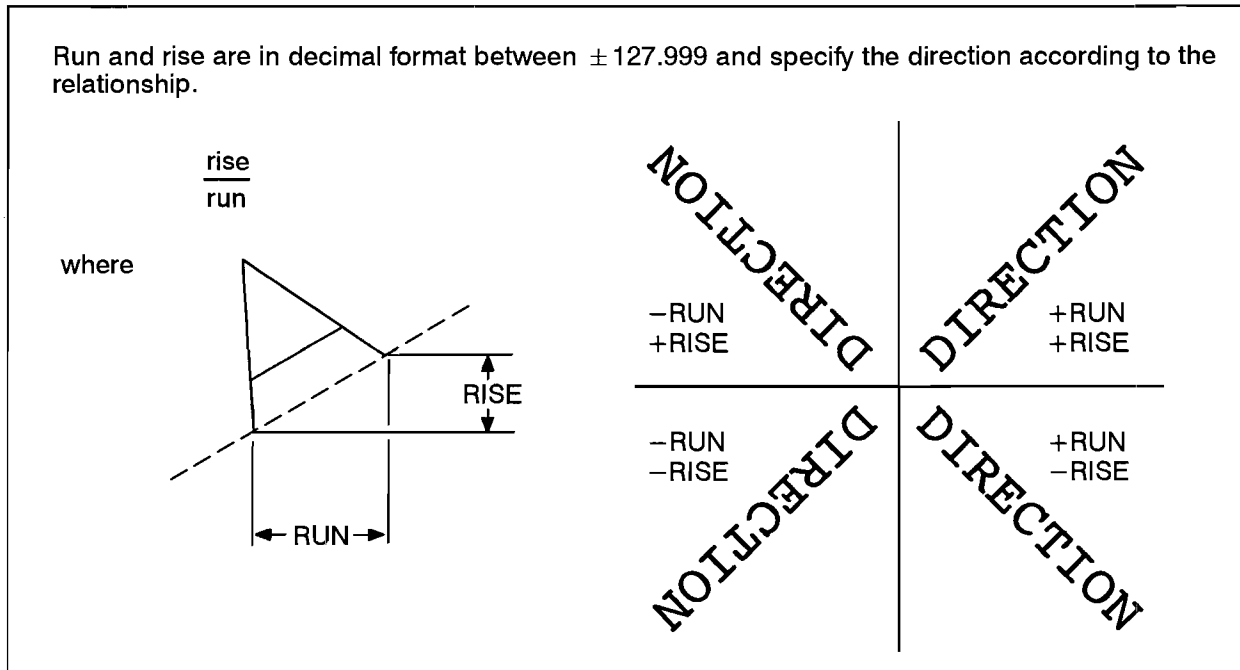 Run and rise are in decimal format between ±127.999 and specify the direction according to the
relationship.
rise
run
where
RISE
RUN
DIRECTION
−RUN
+RISE
DIRECTION
+RUN
+RISE
−RUN
−RISE
DIRECTION
+RUN
−RISE
DIRECTION